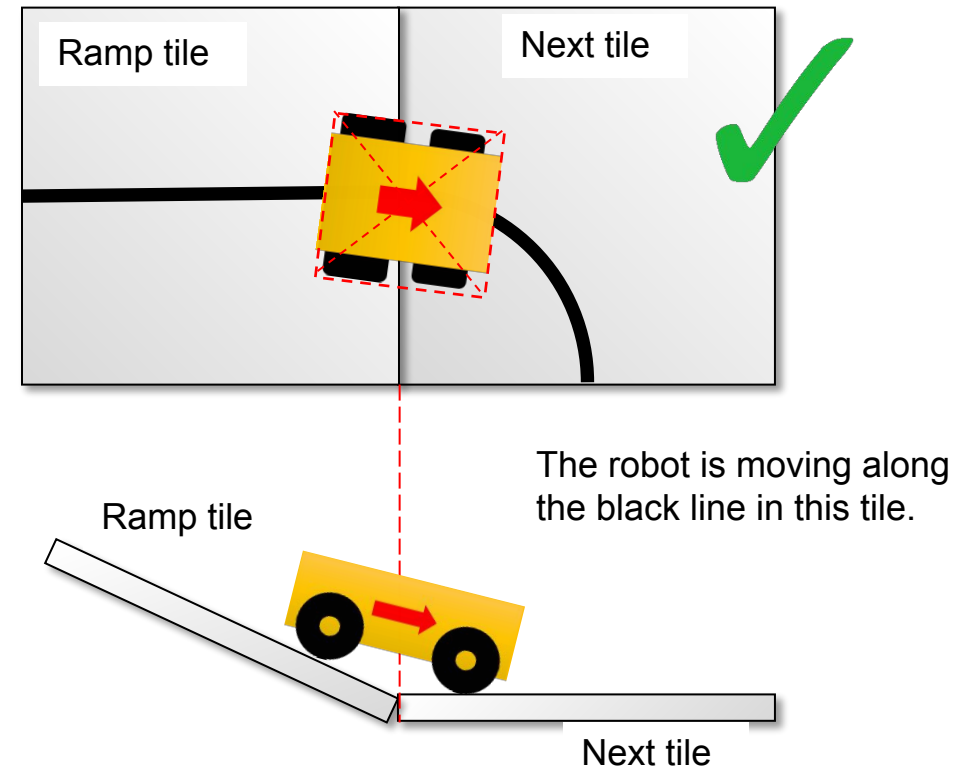 Ramp tile
Next tile
The robot is moving along
the black line in this tile.
Ramp tile
Next tile